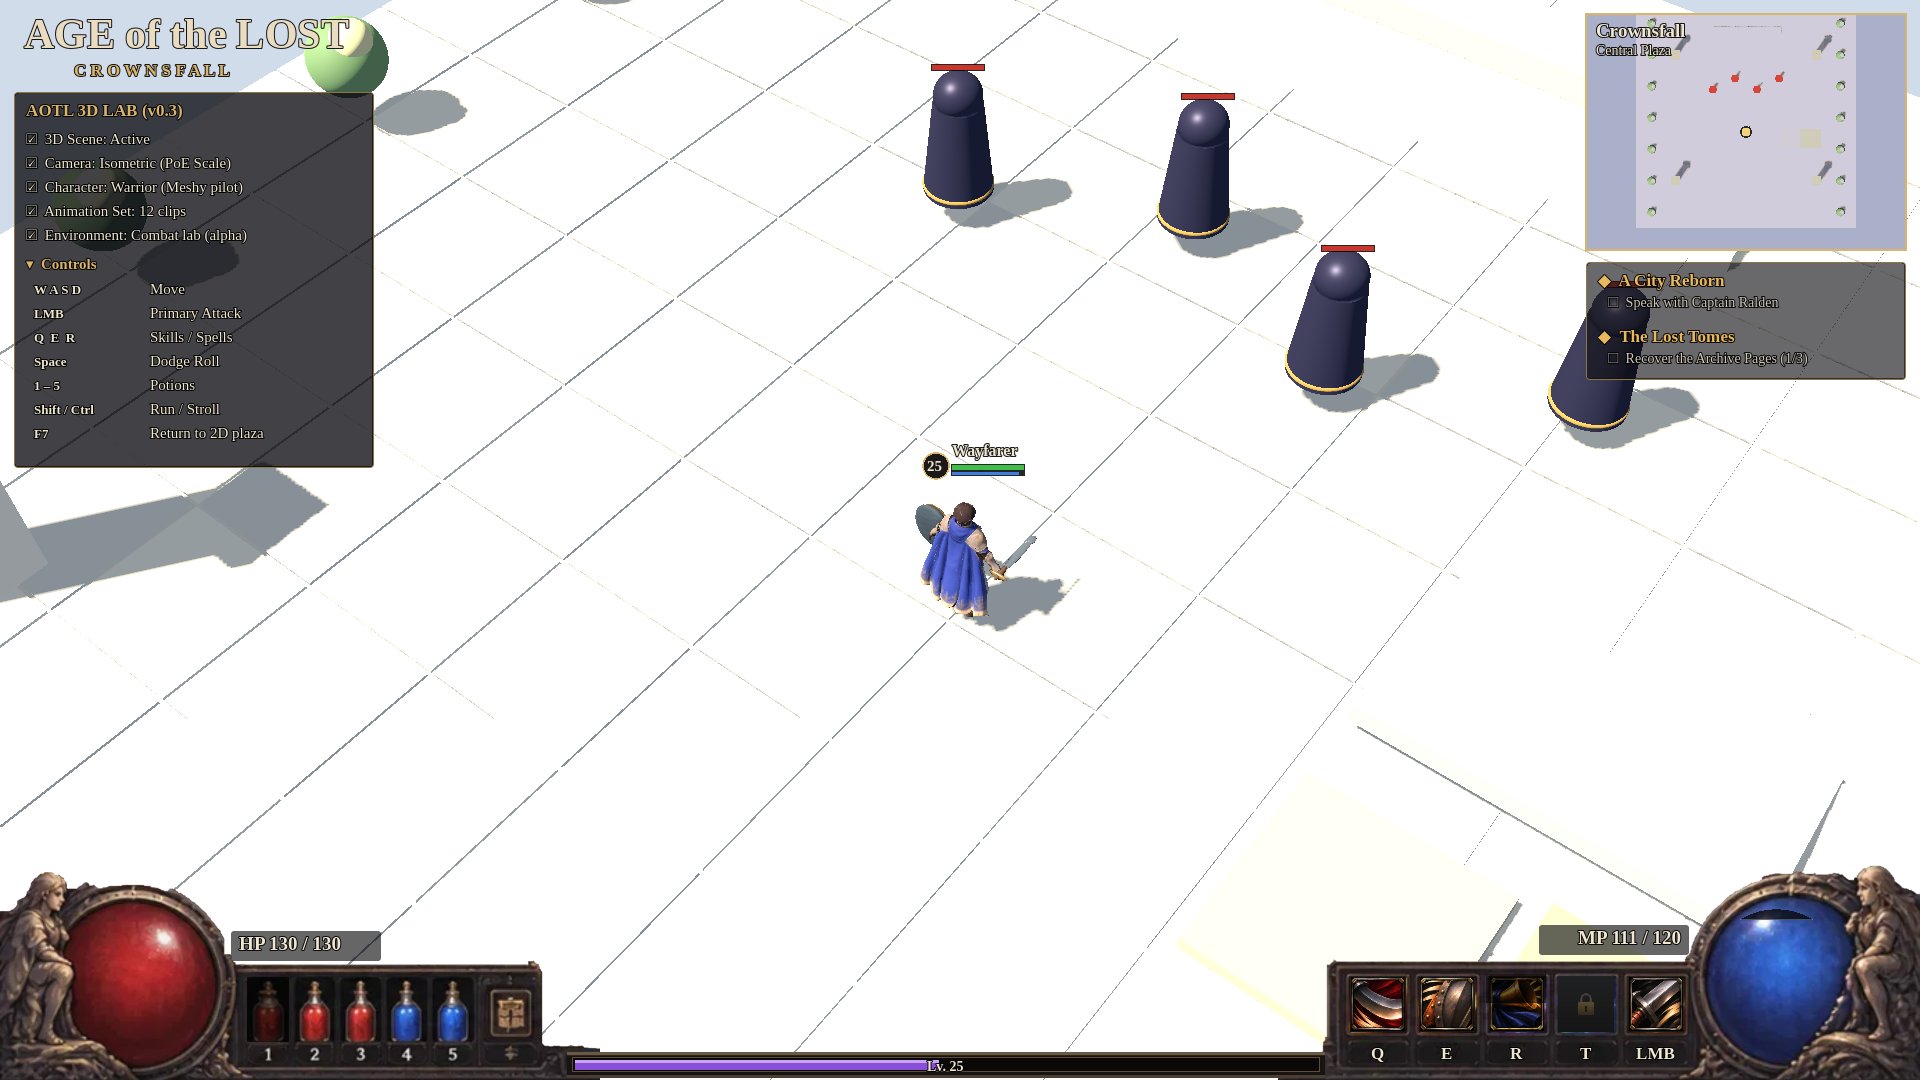 AGE of the LOST
CROWNSFALL
AOTL 3D LAB (v0.3)
☑ 3D Scene: Active
☑ Camera: Isometric (PoE Scale)
☑ Character: Warrior (Meshy pilot)
☑ Animation Set: 12 clips
☑ Environment: Combat lab (alpha)
▼ Controls
W A S D Move
LMB Primary Attack
Q E R Skills / Spells
Space Dodge Roll
1 – 5 Potions
Shift / Ctrl Run / Stroll
F7 Return to 2D plaza
Crownsfall
Central Plaza
◆ A City Reborn
☐ Speak with Captain Ralden
◆ The Lost Tomes
☐ Recover the Archive Pages (1/3)
Wayfarer
25
HP 130 / 130
1 2 3 4 5
Lv. 25
MP 111 / 120
Q E R T LMB